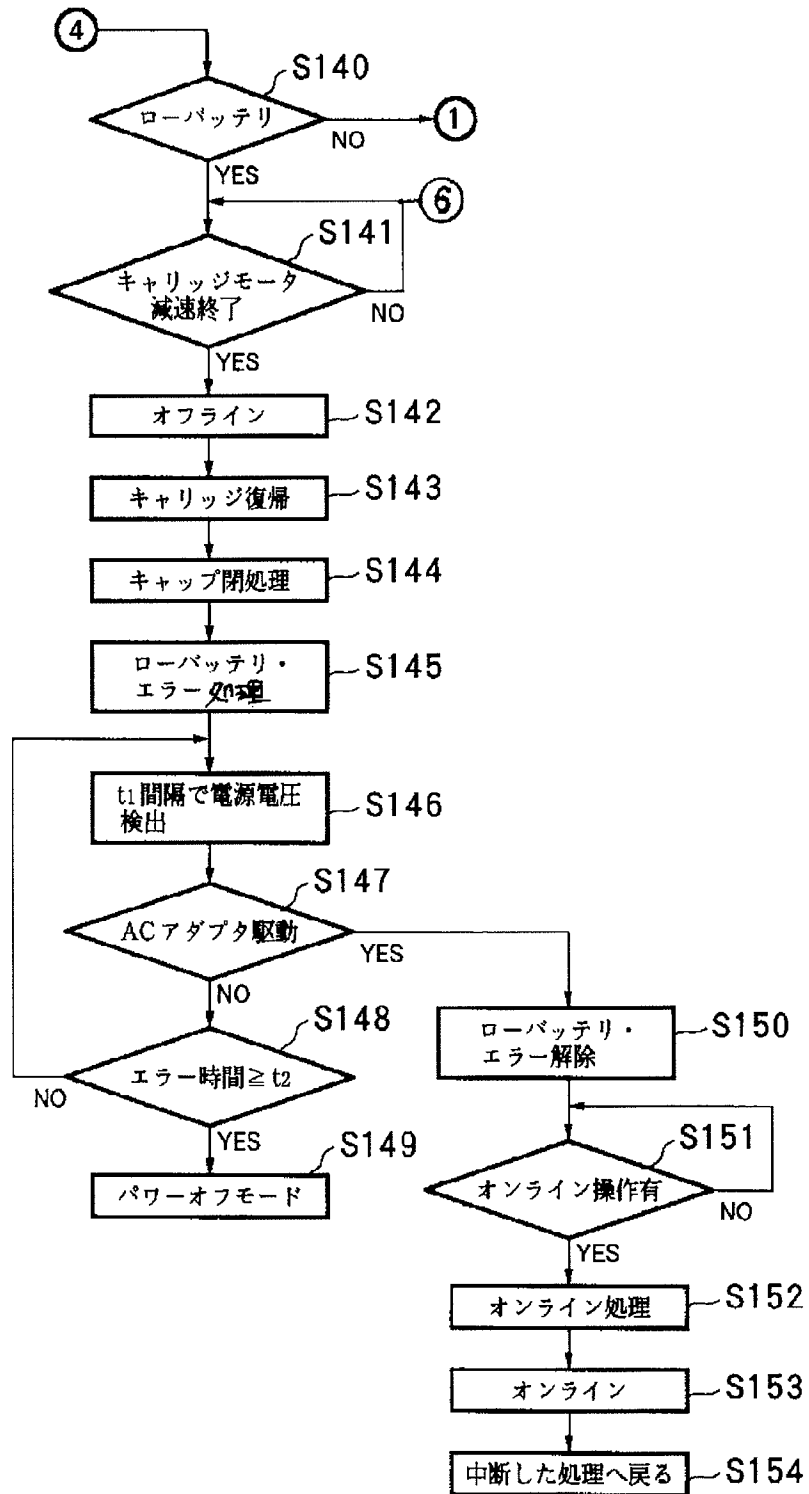 ④
S140
ローバッテリ
NO
①
YES
⑥
S141
キャリッジモータ
減速終了
NO
YES
オフライン
S142
キャリッジ復帰
S143
キャップ閉処理
S144
ローバッテリ・
エラー処理
S145
t1間隔で電源電圧
検出
S146
S147
ACアダプタ駆動
YES
NO
S148
エラー時間≧t2
NO
YES
S149
パワーオフモード
ローバッテリ・
エラー解除
S150
S151
オンライン操作有
NO
YES
オンライン処理
S152
オンライン
S153
中断した処理へ戻る
S154